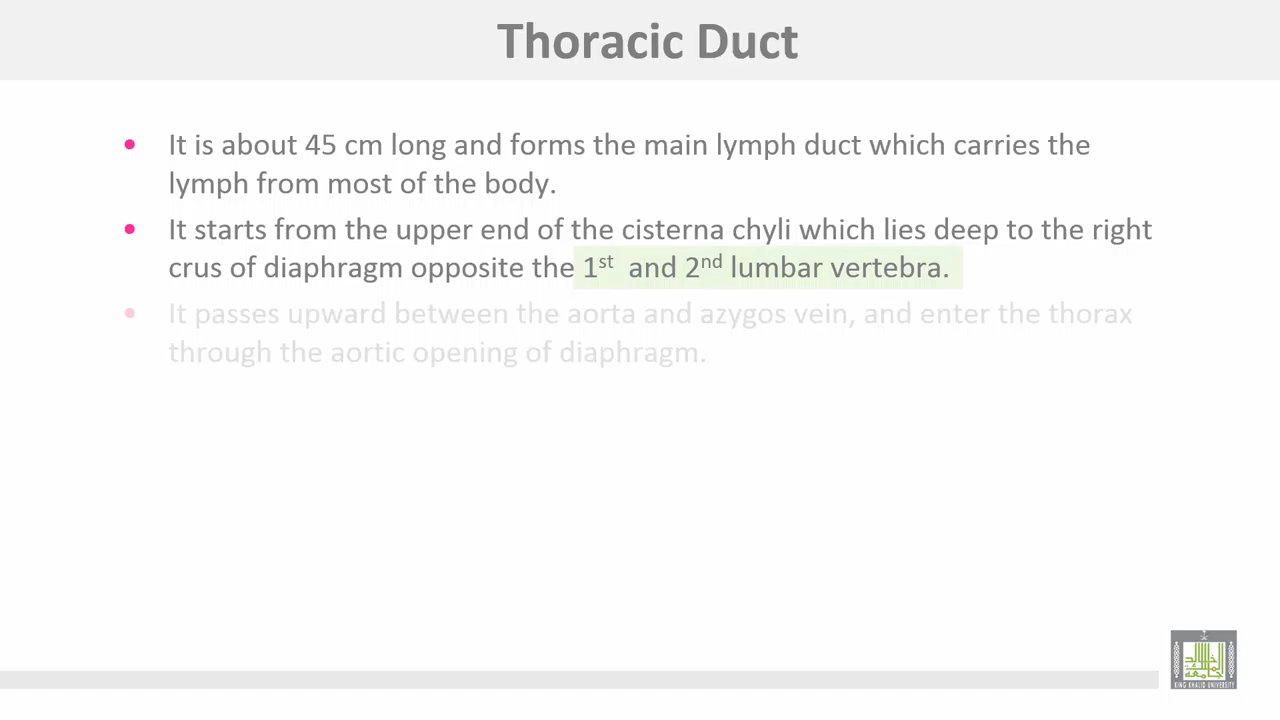 Thoracic Duct
• It is about 45 cm long and forms the main lymph duct which carries the
lymph from most of the body.
• It starts from the upper end of the cisterna chyli which lies deep to the right
crus of diaphragm opposite the 1st and 2nd lumbar vertebra.
• It passes upward between the aorta and azygos vein, and enter the thorax
through the aortic opening of diaphragm.
KING KHALID UNIVERSITY